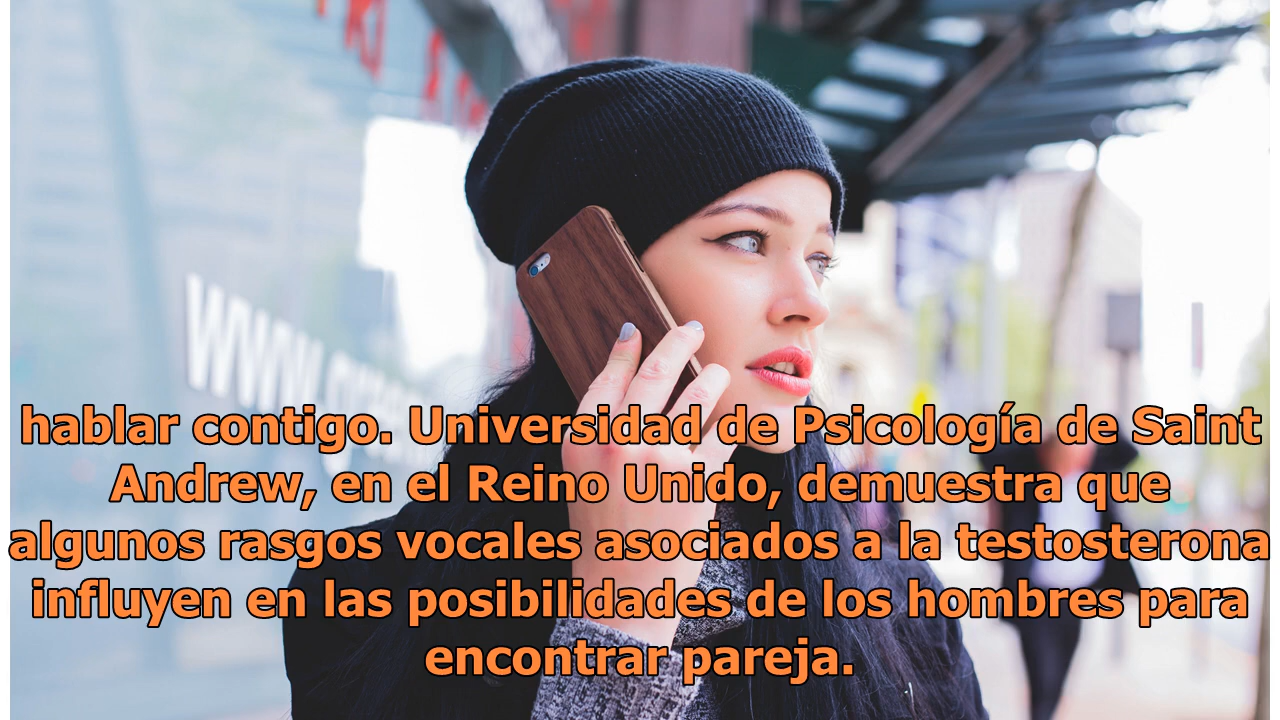 www.
hablar contigo. Universidad de Psicología de Saint
Andrew, en el Reino Unido, demuestra que
algunos rasgos vocales asociados a la testosterona
influyen en las posibilidades de los hombres para
encontrar pareja.